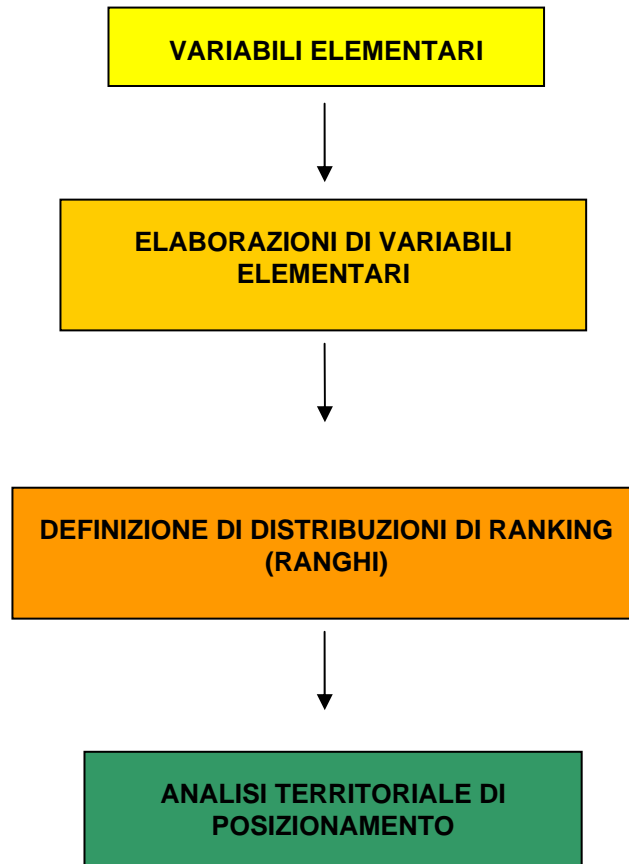 VARIABILI ELEMENTARI
ELABORAZIONI DI VARIABILI
ELEMENTARI
DEFINIZIONE DI DISTRIBUZIONI DI RANKING
(RANGHI)
ANALISI TERRITORIALE DI
POSIZIONAMENTO